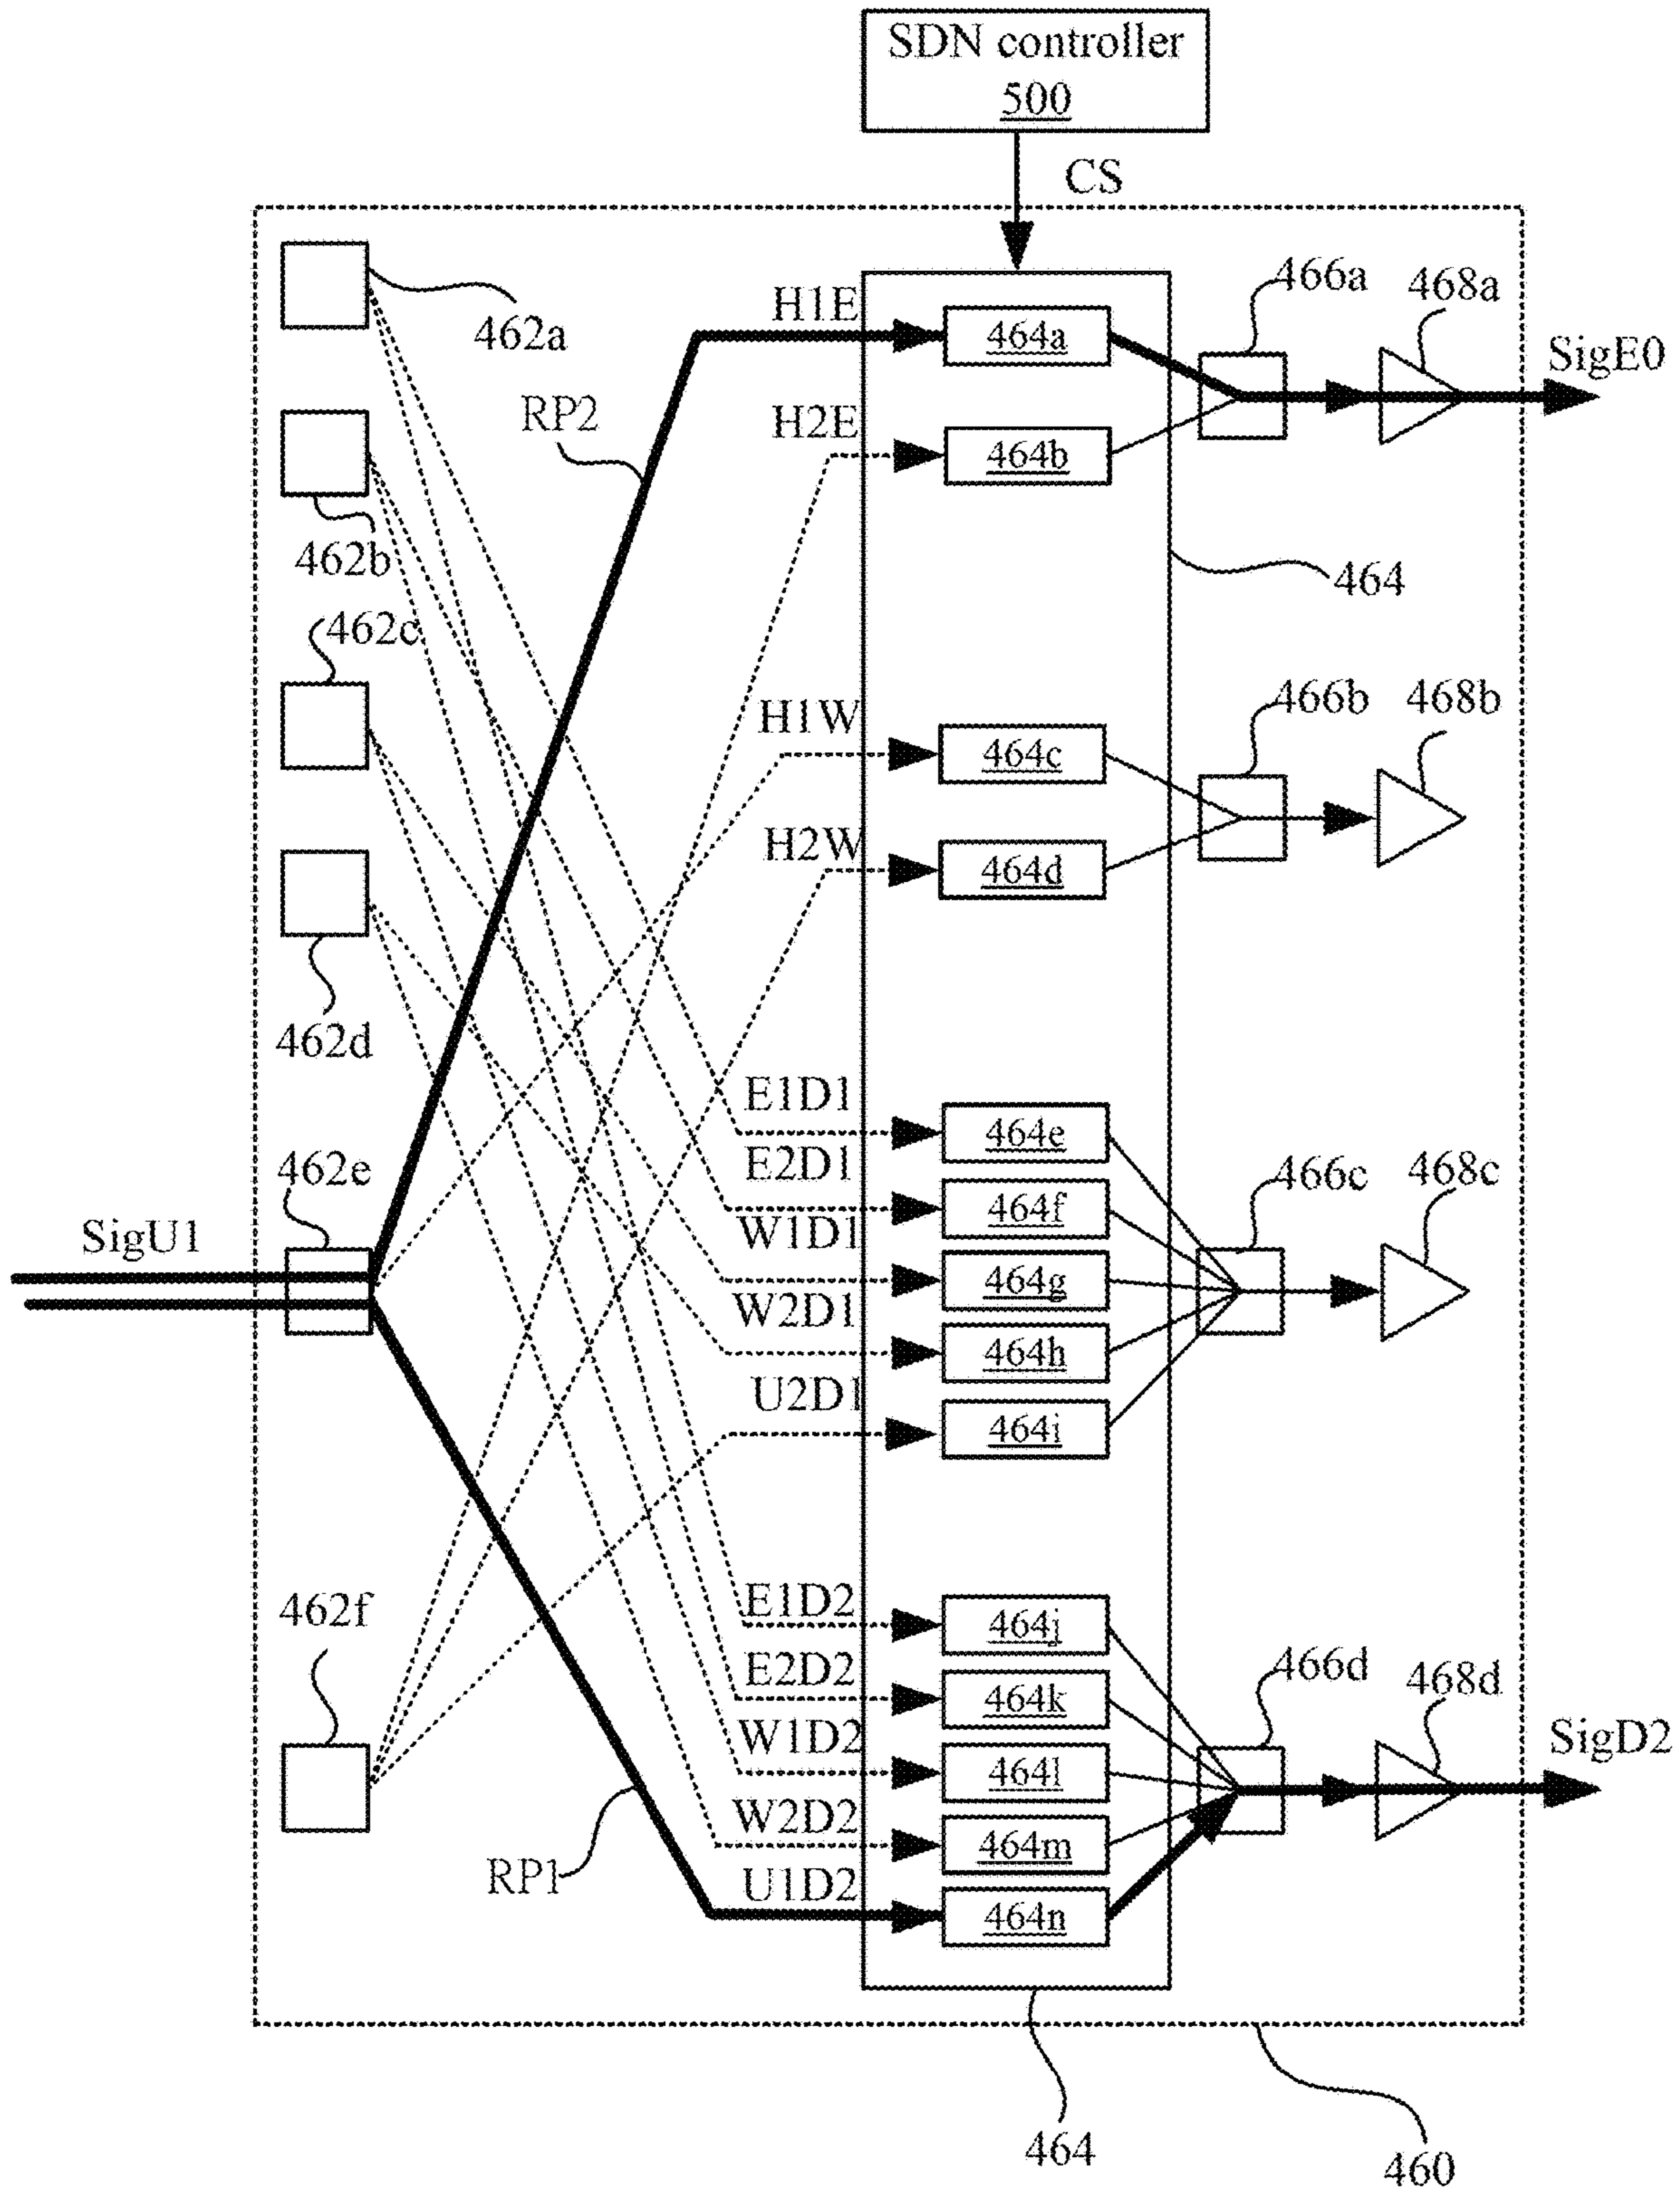 SDN controller
500
CS
466a
468a
462a
H1E
464a
SigE0
RP2
H2E
464b
462b
464
462c
H1W
464c
466b
468b
H2W
464d
462d
E1D1
464e
E2D1
464f
466c
468c
462e
W1D1
464g
SigU1
W2D1
464h
U2D1
464i
462f
E1D2
464j
E2D2
464k
466d
468d
W1D2
464l
SigD2
W2D2
464m
RP1
U1D2
464n
464
460